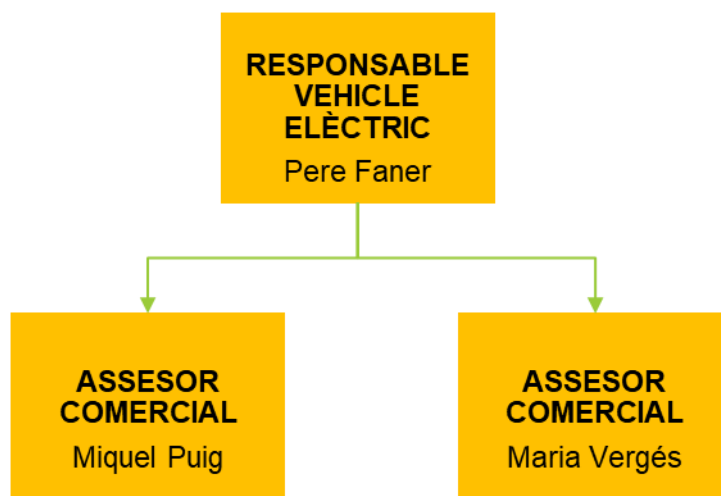 RESPONSABLE
VEHICLE
ELÈCTRIC
Pere Faner
ASSESOR
COMERCIAL
Miquel Puig
ASSESOR
COMERCIAL
Maria Vergés